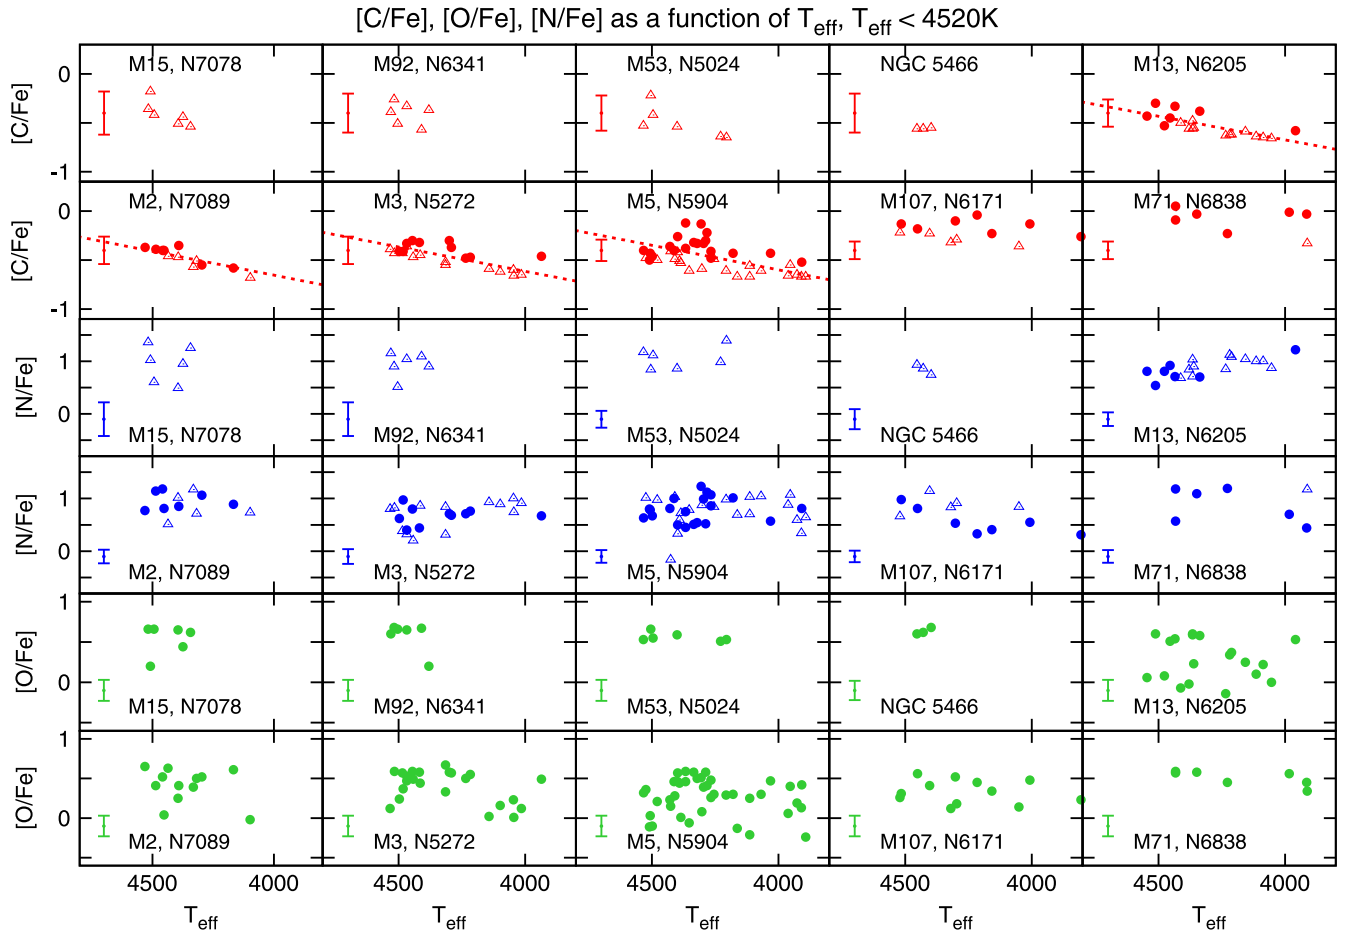 [C/Fe], [O/Fe], [N/Fe] as a function of Teff, Teff < 4520K
M15, N7078 M92, N6341 M53, N5024 NGC 5466 M13, N6205
0
[C/Fe]
-1
M2, N7089 M3, N5272 M5, N5904 M107, N6171 M71, N6838
0
[C/Fe]
-1
1
[N/Fe]
0
M15, N7078 M92, N6341 M53, N5024 NGC 5466 M13, N6205
1
[N/Fe]
0
M2, N7089 M3, N5272 M5, N5904 M107, N6171 M71, N6838
1
[O/Fe]
0
M15, N7078 M92, N6341 M53, N5024 NGC 5466 M13, N6205
1
[O/Fe]
0
M2, N7089 M3, N5272 M5, N5904 M107, N6171 M71, N6838
4500 4000 4500 4000 4500 4000 4500 4000 4500 4000
Teff Teff Teff Teff Teff